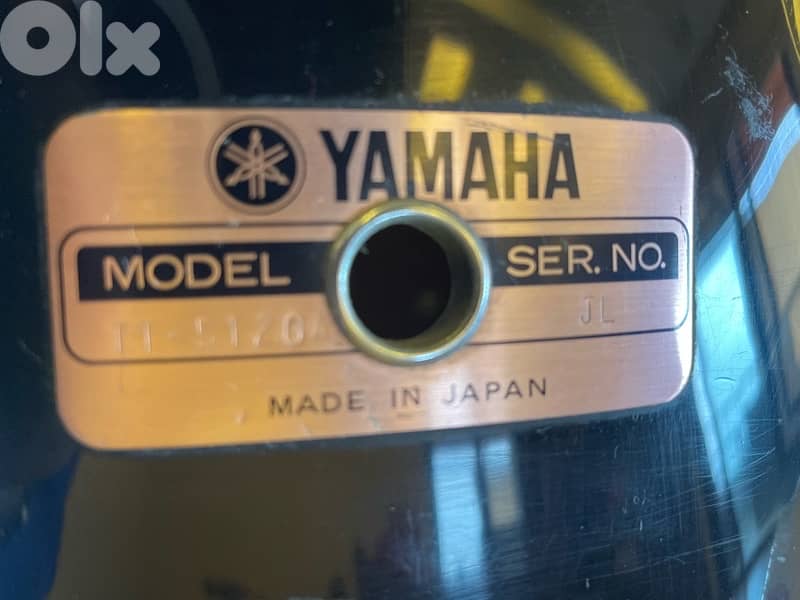 olx
YAMAHA
MODEL SER. NO.
JL
MADE IN JAPAN